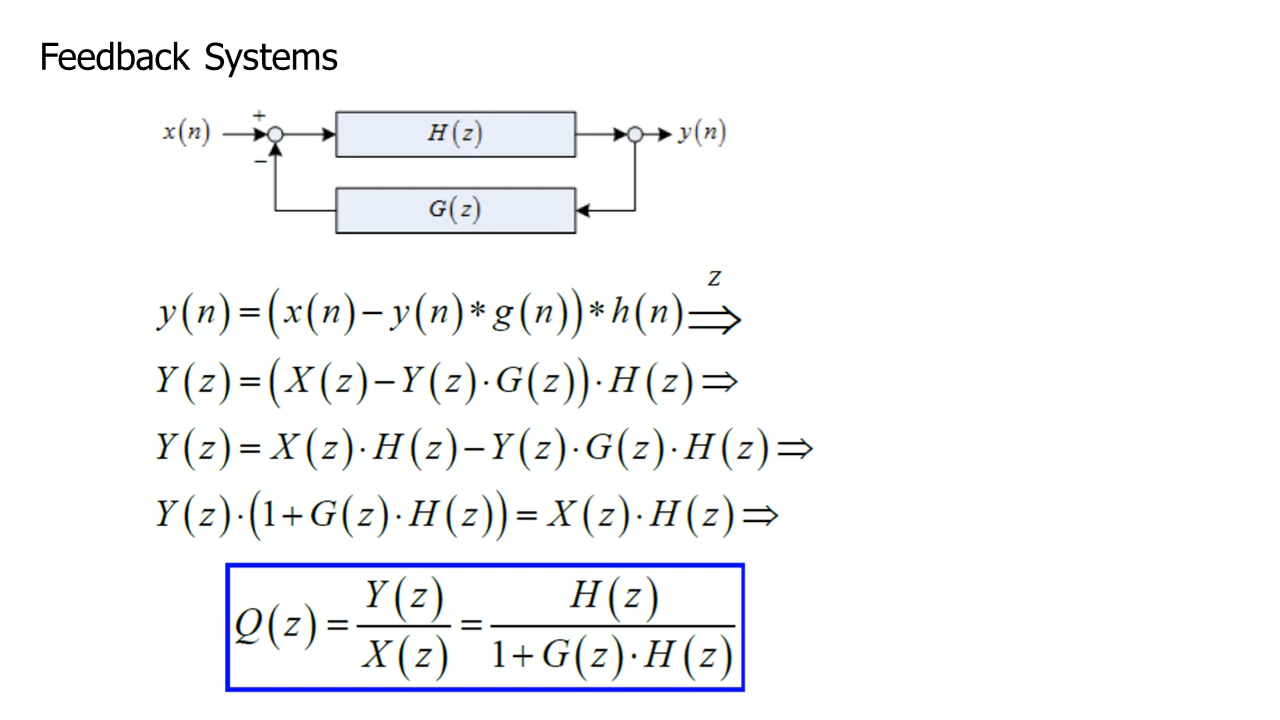 Feedback Systems
+
x(n) H(z) y(n)
−
G(z)
z
y(n)=(x(n)−y(n)*g(n))*h(n)⇒
Y(z)=(X(z)−Y(z)·G(z))·H(z)⇒
Y(z)=X(z)·H(z)−Y(z)·G(z)·H(z)⇒
Y(z)·(1+G(z)·H(z))=X(z)·H(z)⇒
Q(z)=Y(z)/X(z)=H(z)/1+G(z)·H(z)